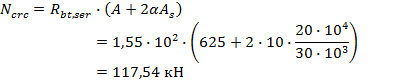 N_crc = R_bt,ser · (A + 2αA_s)
= 1,55 · 10² · (625 + 2 · 10 · (20 · 10⁴)/(30 · 10³))
= 117,54 кН